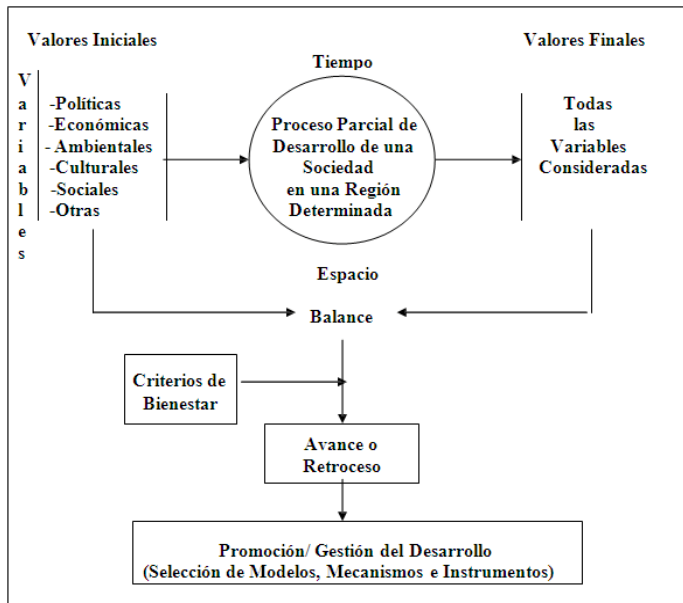 Valores Iniciales
Valores Finales
Tiempo
Variables
-Políticas
-Económicas
- Ambientales
-Culturales
-Sociales
-Otras
Proceso Parcial de
Desarrollo de una
Sociedad
en una Región
Determinada
Todas
las
Variables
Consideradas
Espacio
Balance
Criterios de
Bienestar
Avance o
Retroceso
Promoción/ Gestión del Desarrollo
(Selección de Modelos, Mecanismos e Instrumentos)